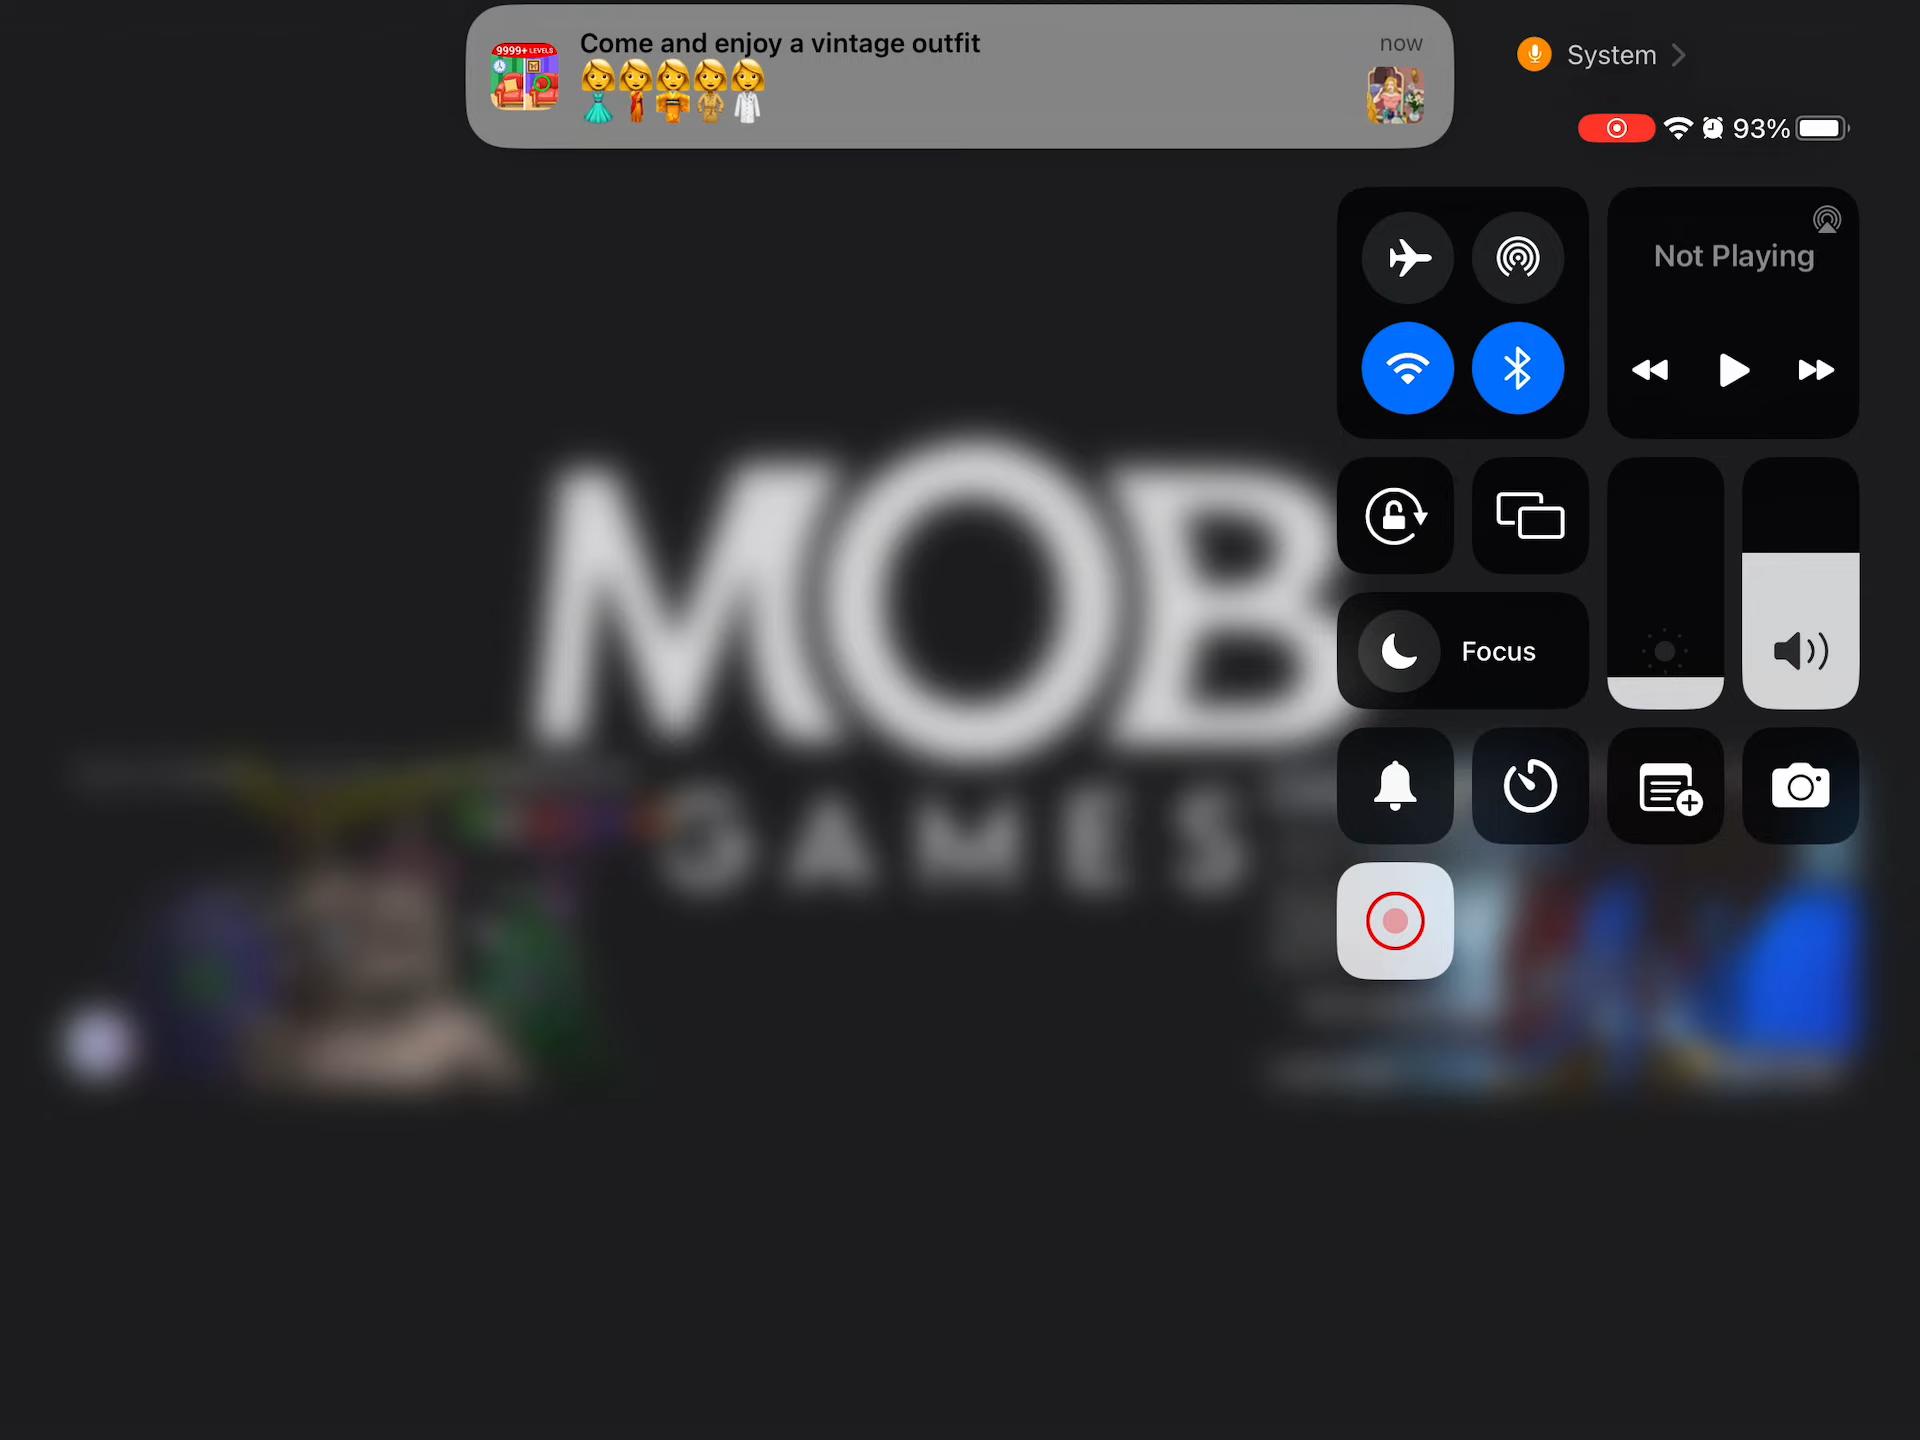 Come and enjoy a vintage outfit
now
9999+ LEVELS
System
93%
Not Playing
Focus
MOB
GAMES